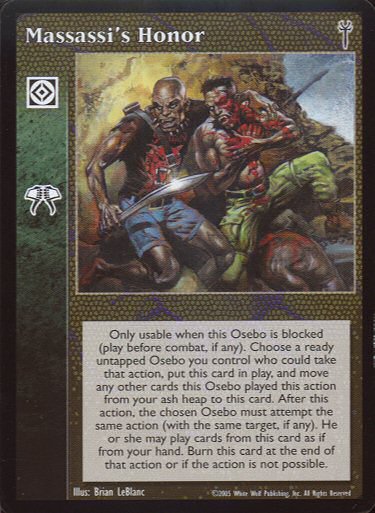 Massassi's Honor
Only usable when this Osebo is blocked
(play before combat, if any). Choose a ready
untapped Osebo you control who could take
that action, put this card in play, and move
any other cards this Osebo played this action
from your ash heap to this card. After this
action, the chosen Osebo must attempt the
same action (with the same target, if any). He
or she may play cards from this card as if
from your hand. Burn this card at the end of
that action or if the action is not possible.
Illus: Brian LeBlanc
©2005 White Wolf Publishing, Inc. All Rights Reserved